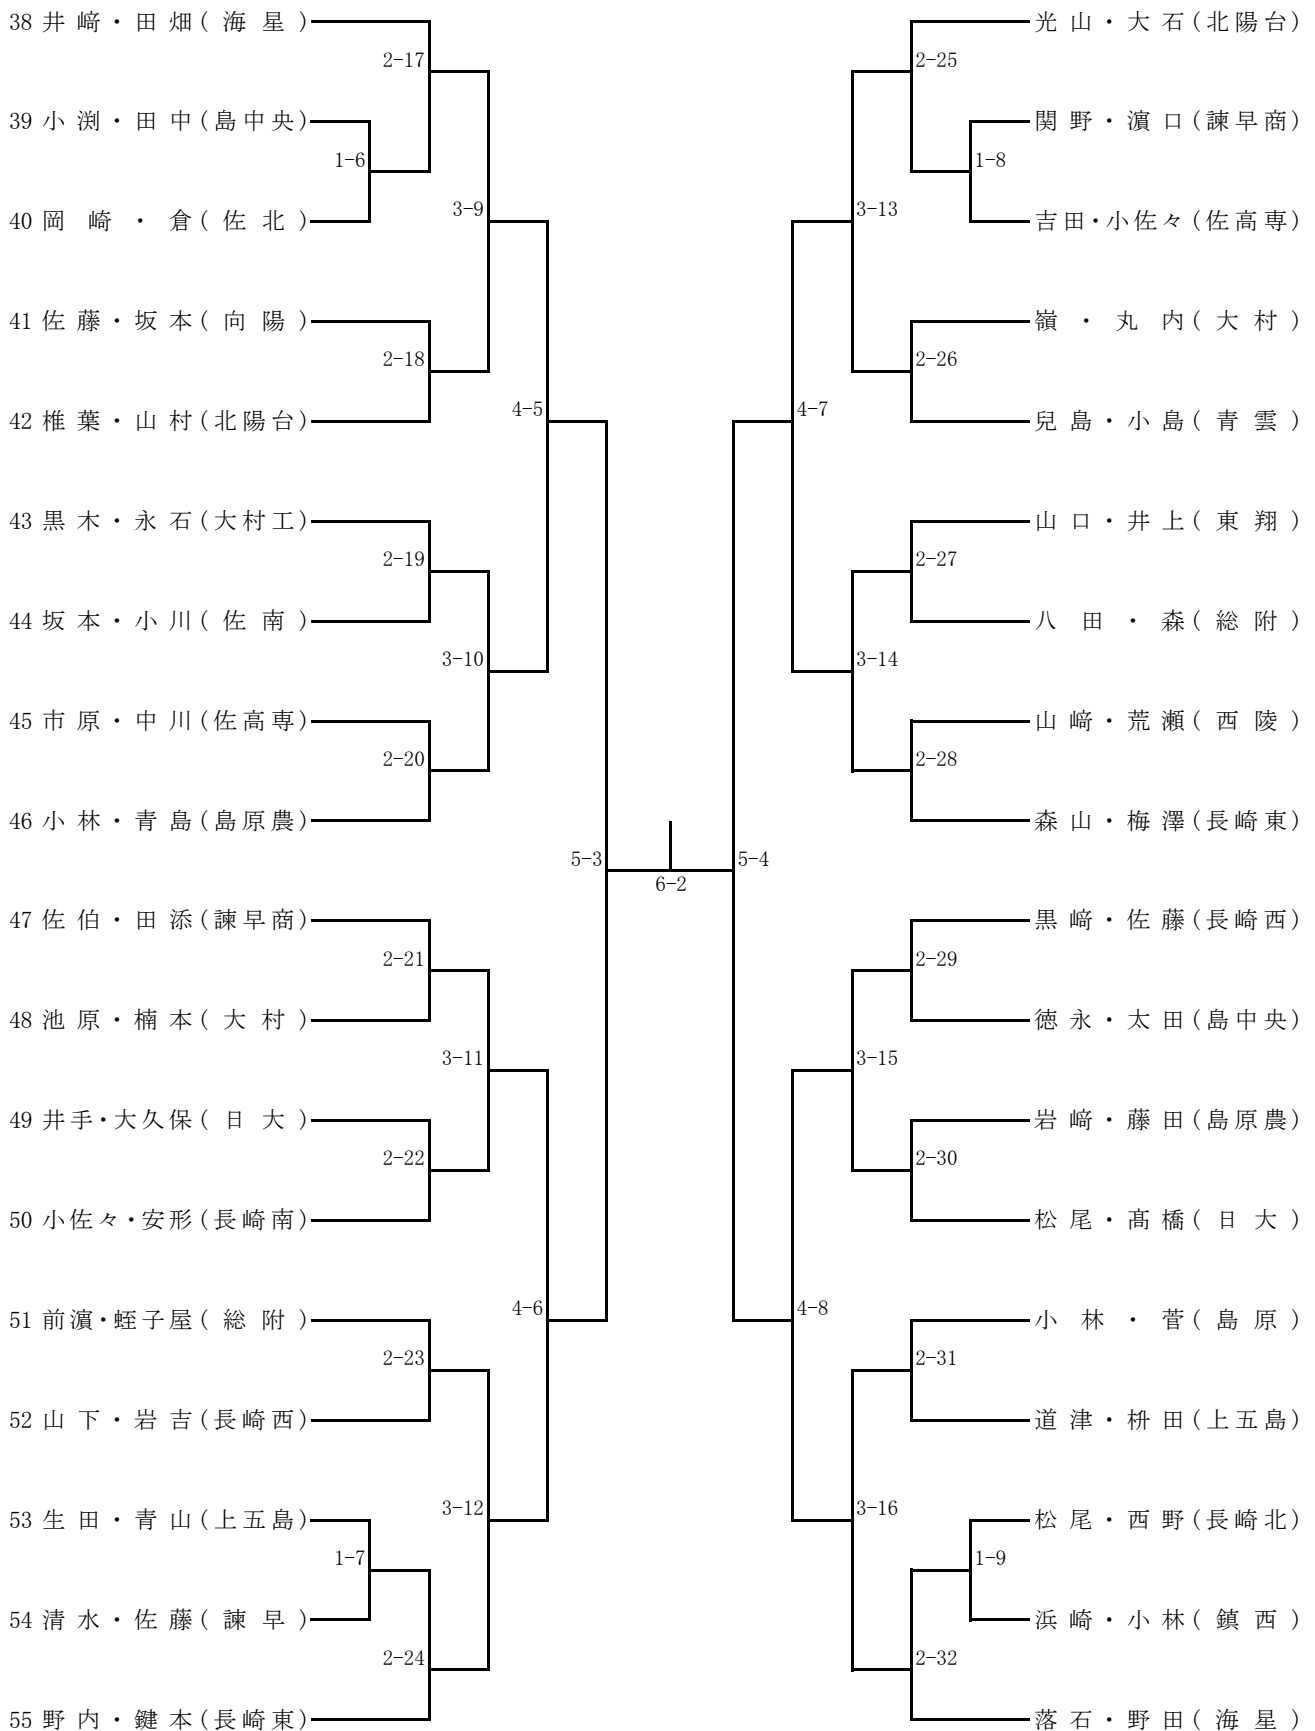 38 井﨑・田畑(海星)
2-17
39 小渕・田中(島中央)
1-6
40 岡崎・倉(佐北)
3-9
41 佐藤・坂本(向陽)
2-18
42 椎葉・山村(北陽台)
4-5
43 黒木・永石(大村工)
2-19
44 坂本・小川(佐南)
3-10
45 市原・中川(佐高専)
2-20
46 小林・青島(島原農)
5-3
47 佐伯・田添(諫早商)
2-21
48 池原・楠本(大村)
3-11
49 井手・大久保(日大)
2-22
50 小佐々・安形(長崎南)
4-6
51 前濵・蛭子屋(総附)
2-23
52 山下・岩吉(長崎西)
3-12
53 生田・青山(上五島)
1-7
54 清水・佐藤(諫早)
2-24
55 野内・鍵本(長崎東)
6-2
光山・大石(北陽台)
2-25
関野・濵口(諫早商)
1-8
吉田・小佐々(佐高専)
3-13
嶺・丸内(大村)
2-26
兒島・小島(青雲)
4-7
山口・井上(東翔)
2-27
八田・森(総附)
3-14
山﨑・荒瀬(西陵)
2-28
森山・梅澤(長崎東)
5-4
黒﨑・佐藤(長崎西)
2-29
徳永・太田(島中央)
3-15
岩﨑・藤田(島原農)
2-30
松尾・髙橋(日大)
4-8
小林・菅(島原)
2-31
道津・枡田(上五島)
3-16
松尾・西野(長崎北)
1-9
浜崎・小林(鎮西)
2-32
落石・野田(海星)